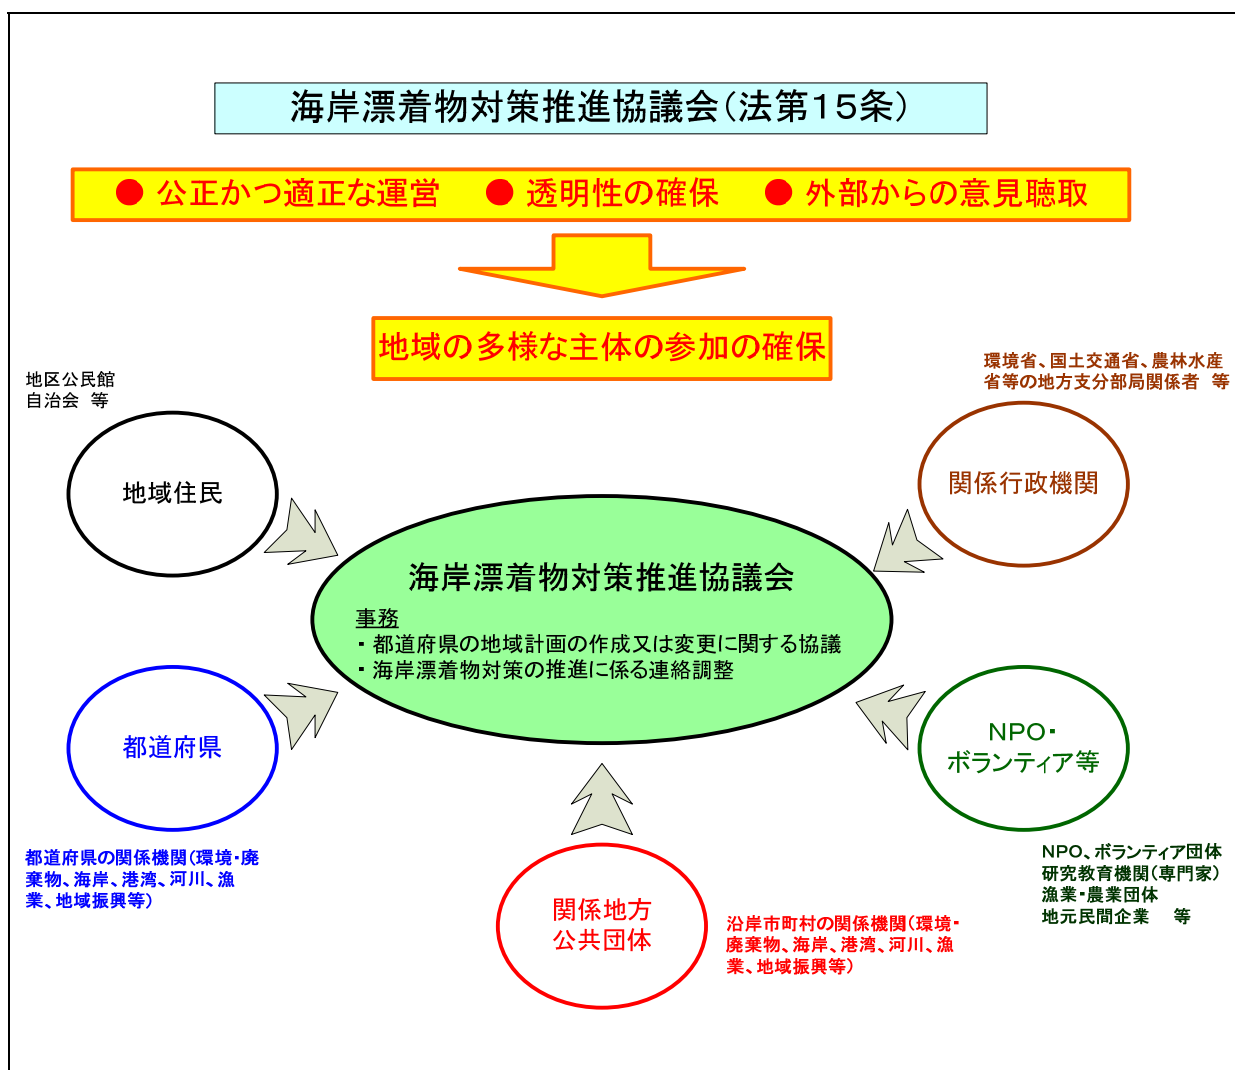 海岸漂着物対策推進協議会（法第１５条）
● 公正かつ適正な運営　● 透明性の確保　● 外部からの意見聴取
地域の多様な主体の参加の確保
地区公民館
自治会　等
地域住民
環境省、国土交通省、農林水産
省等の地方支分部局関係者　等
関係行政機関
海岸漂着物対策推進協議会
事務
・都道府県の地域計画の作成又は変更に関する協議
・海岸漂着物対策の推進に係る連絡調整
都道府県
都道府県の関係機関（環境・廃
棄物、海岸、港湾、河川、漁
業、地域振興等）
関係地方
公共団体
沿岸市町村の関係機関（環境・
廃棄物、海岸、港湾、河川、漁
業、地域振興等）
ＮＰＯ・
ボランティア等
ＮＰＯ、ボランティア団体
研究教育機関（専門家）
漁業・農業団体
地元民間企業　等